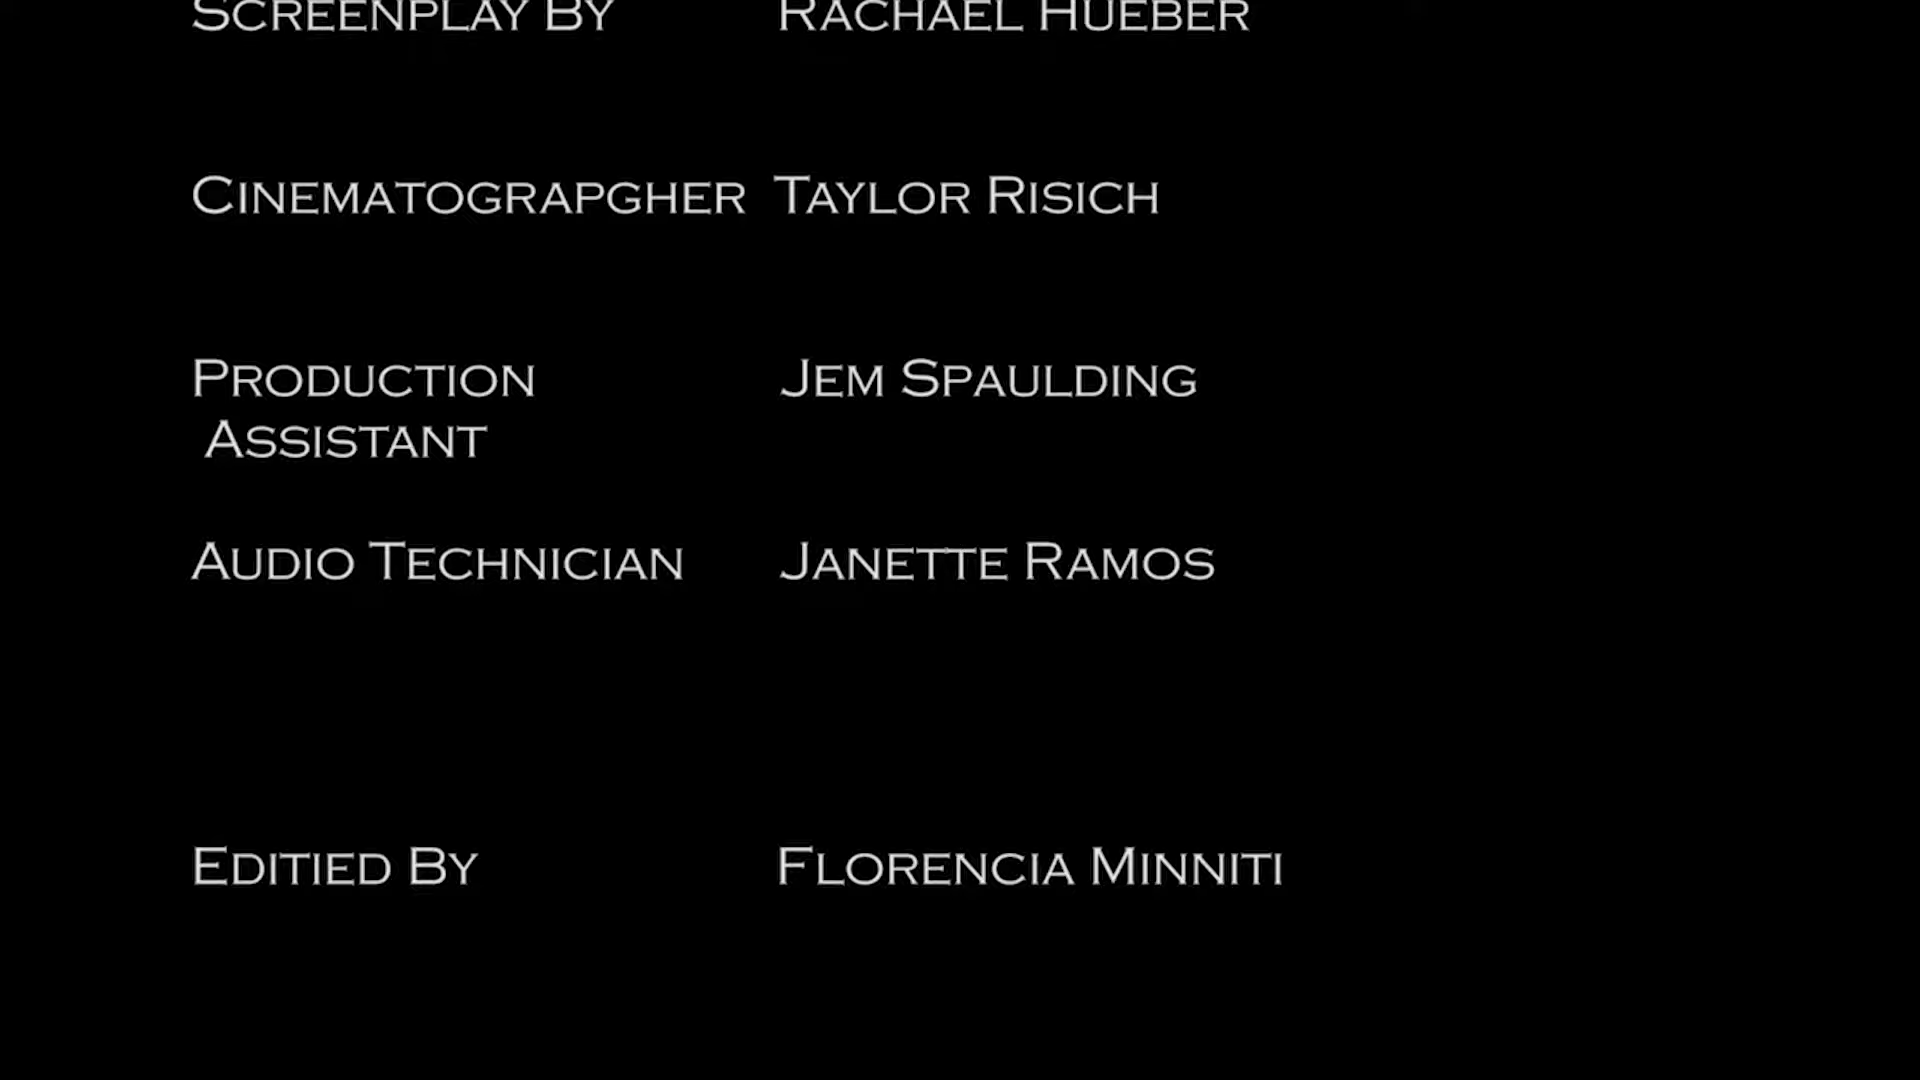 Screenplay By Rachael Hueber
Cinematograpgher Taylor Risich
Production Jem Spaulding
Assistant
Audio Technician Janette Ramos
Editied By Florencia Minniti